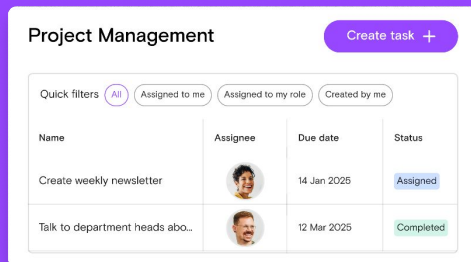 Project Management
Create task +
Quick filters All Assigned to me Assigned to my role Created by me
Name Assignee Due date Status
Create weekly newsletter 14 Jan 2025 Assigned
Talk to department heads abo... 12 Mar 2025 Completed